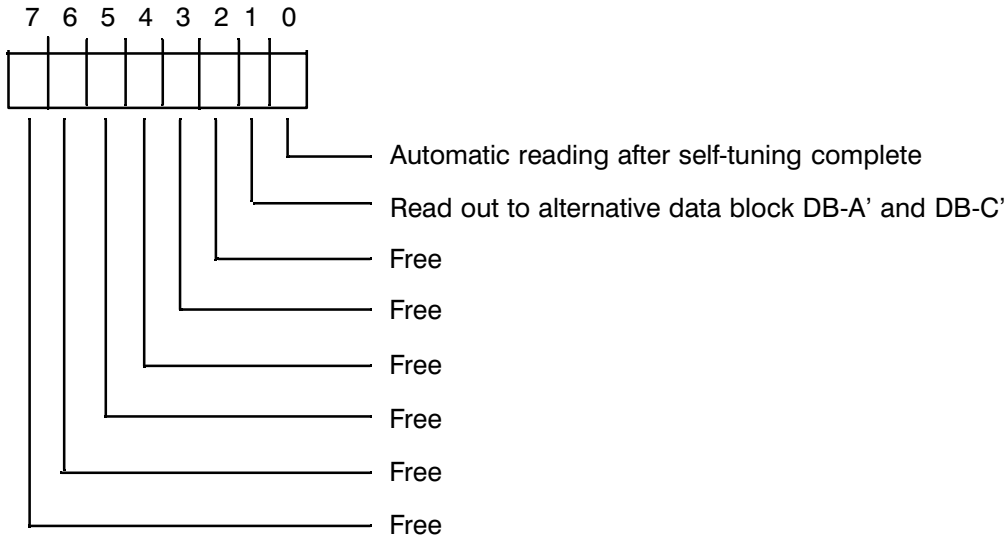 7 6 5 4 3 2 1 0
Automatic reading after self-tuning complete
Read out to alternative data block DB-A’ and DB-C’
Free
Free
Free
Free
Free
Free